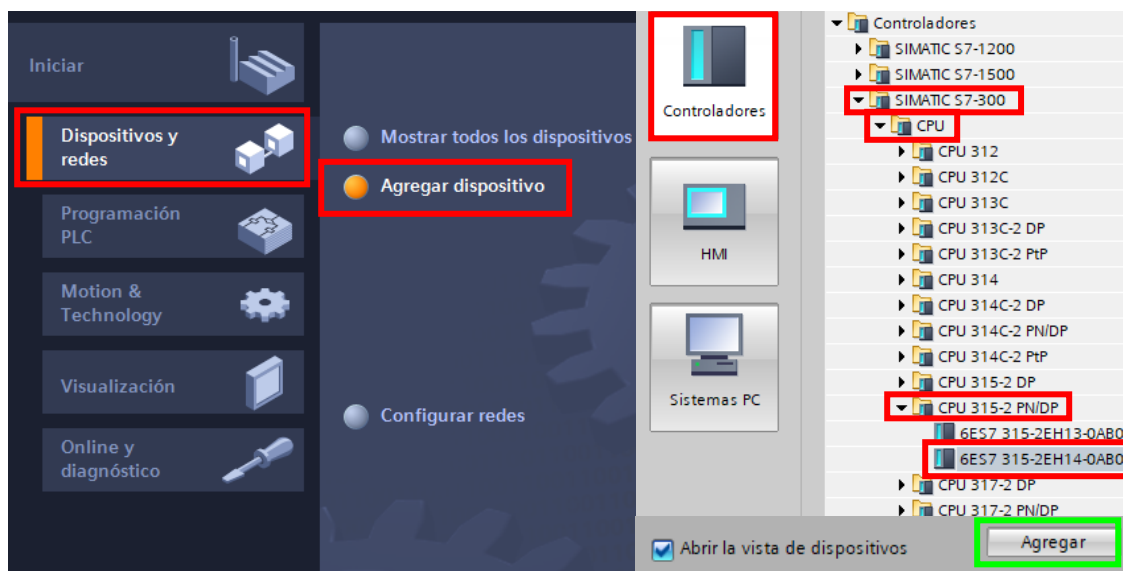 Iniciar
Dispositivos y
redes
Programación
PLC
Motion &
Technology
Visualización
Online y
diagnóstico
Mostrar todos los dispositivos
Agregar dispositivo
Configurar redes
Controladores
HMI
Sistemas PC
Controladores
SIMATIC S7-1200
SIMATIC S7-1500
SIMATIC S7-300
CPU
CPU 312
CPU 312C
CPU 313C
CPU 313C-2 DP
CPU 313C-2 PtP
CPU 314
CPU 314C-2 DP
CPU 314C-2 PN/DP
CPU 314C-2 PtP
CPU 315-2 DP
CPU 315-2 PN/DP
6ES7 315-2EH13-0AB0
6ES7 315-2EH14-0AB0
CPU 317-2 DP
CPU 317-2 PN/DP
Abrir la vista de dispositivos
Agregar